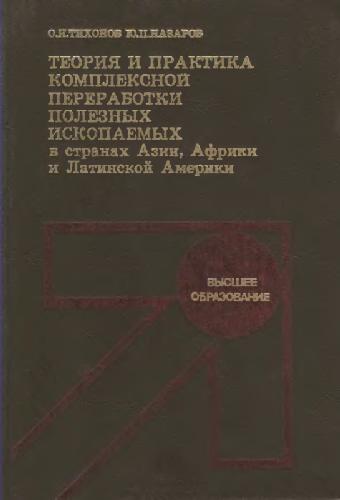 О.Н.ТИХОНОВ Ю.П.НАЗАРОВ
ТЕОРИЯ И ПРАКТИКА
КОМПЛЕКСНОЙ
ПЕРЕРАБОТКИ
ПОЛЕЗНЫХ
ИСКОПАЕМЫХ
в странах Азии, Африки
и Латинской Америки
ВЫСШЕЕ
ОБРАЗОВАНИЕ